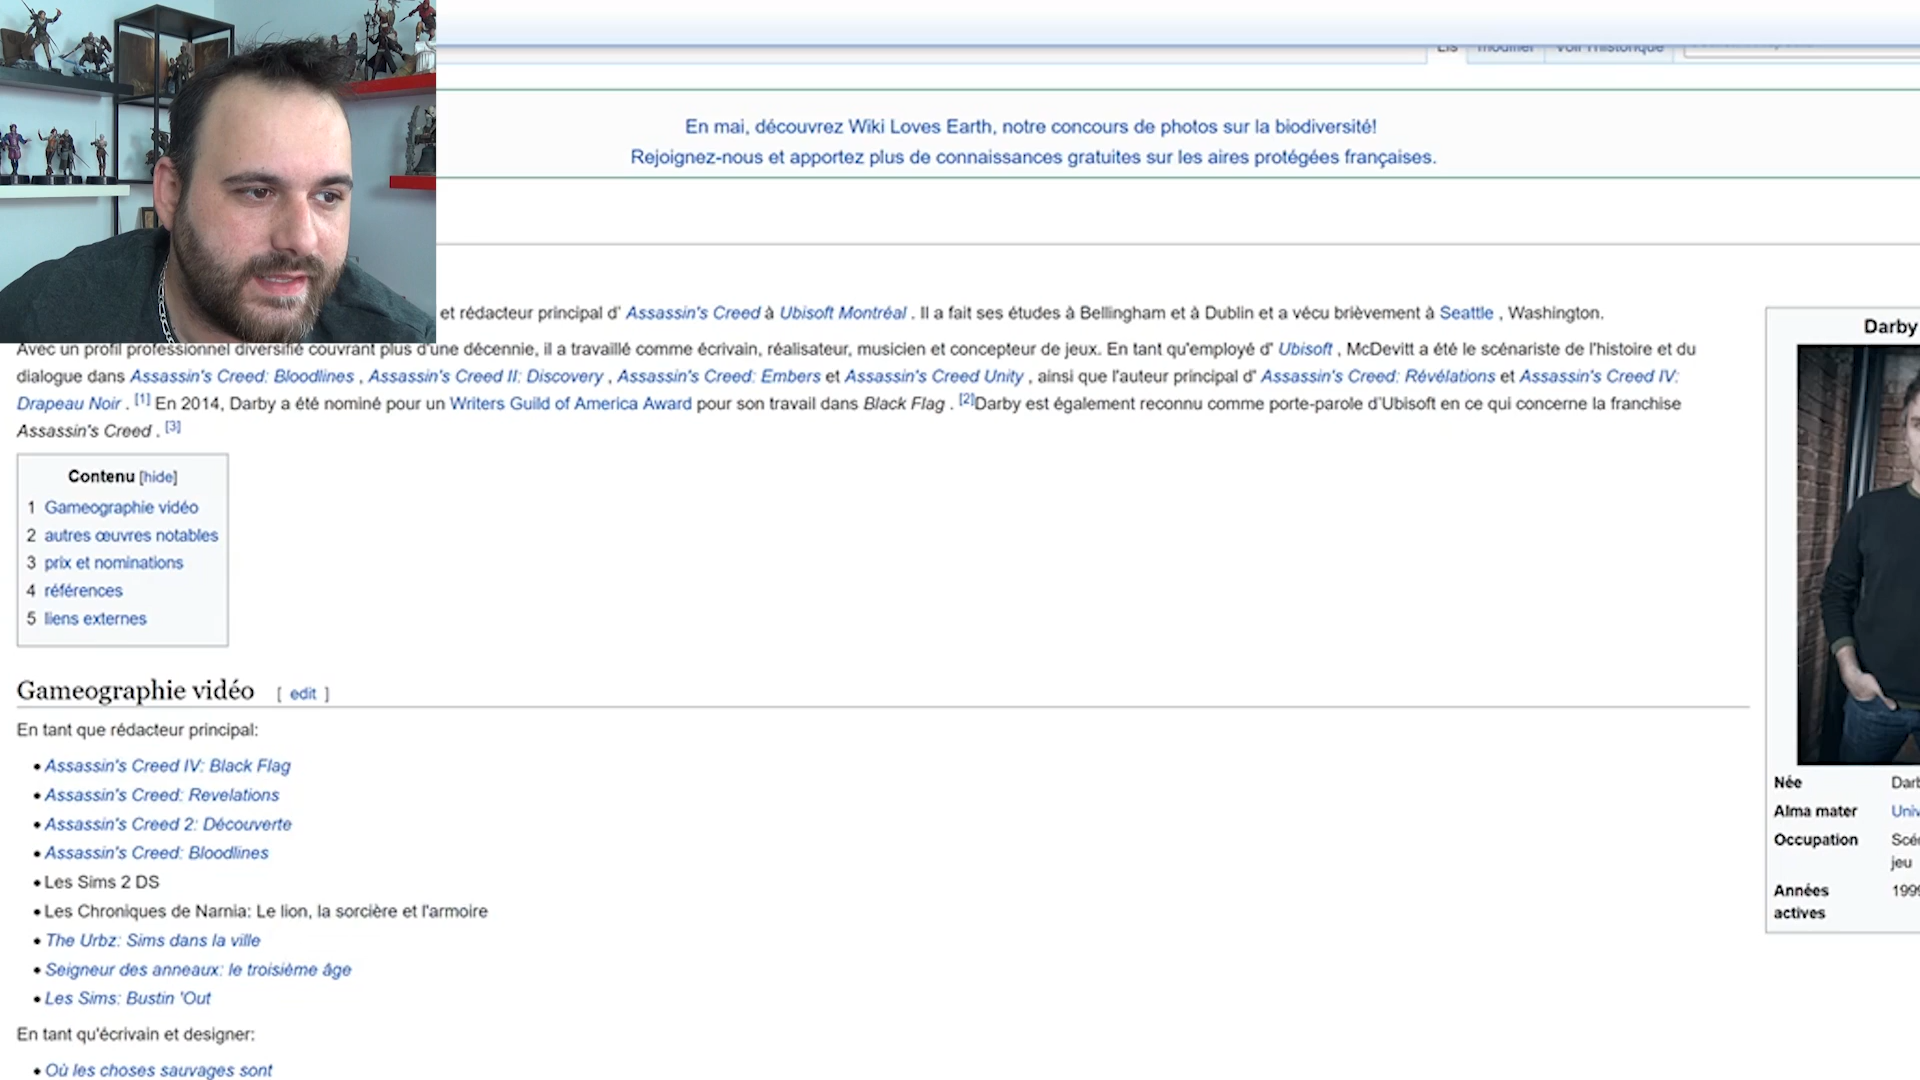 Lis modifier Voir l'historique
En mai, découvrez Wiki Loves Earth, notre concours de photos sur la biodiversité!
Rejoignez-nous et apportez plus de connaissances gratuites sur les aires protégées françaises.
et rédacteur principal d' Assassin's Creed à Ubisoft Montréal . Il a fait ses études à Bellingham et à Dublin et a vécu brièvement à Seattle , Washington.
Avec un profil professionnel diversifié couvrant plus d'une décennie, il a travaillé comme écrivain, réalisateur, musicien et concepteur de jeux. En tant qu'employé d' Ubisoft , McDevitt a été le scénariste de l'histoire et du
dialogue dans Assassin's Creed: Bloodlines , Assassin's Creed II: Discovery , Assassin's Creed: Embers et Assassin's Creed Unity , ainsi que l'auteur principal d' Assassin's Creed: Révélations et Assassin's Creed IV:
Drapeau Noir . [1] En 2014, Darby a été nominé pour un Writers Guild of America Award pour son travail dans Black Flag . [2]Darby est également reconnu comme porte-parole d'Ubisoft en ce qui concerne la franchise
Assassin's Creed . [3]
Contenu [hide]
1 Gameographie vidéo
2 autres œuvres notables
3 prix et nominations
4 références
5 liens externes
Gameographie vidéo [ edit ]
En tant que rédacteur principal:
• Assassin's Creed IV: Black Flag
• Assassin's Creed: Revelations
• Assassin's Creed 2: Découverte
• Assassin's Creed: Bloodlines
• Les Sims 2 DS
• Les Chroniques de Narnia: Le lion, la sorcière et l'armoire
• The Urbz: Sims dans la ville
• Seigneur des anneaux: le troisième âge
• Les Sims: Bustin 'Out
En tant qu'écrivain et designer:
• Où les choses sauvages sont
Darby
Née Dart
Alma mater Univ
Occupation Scé
jeu
Années 1999
actives